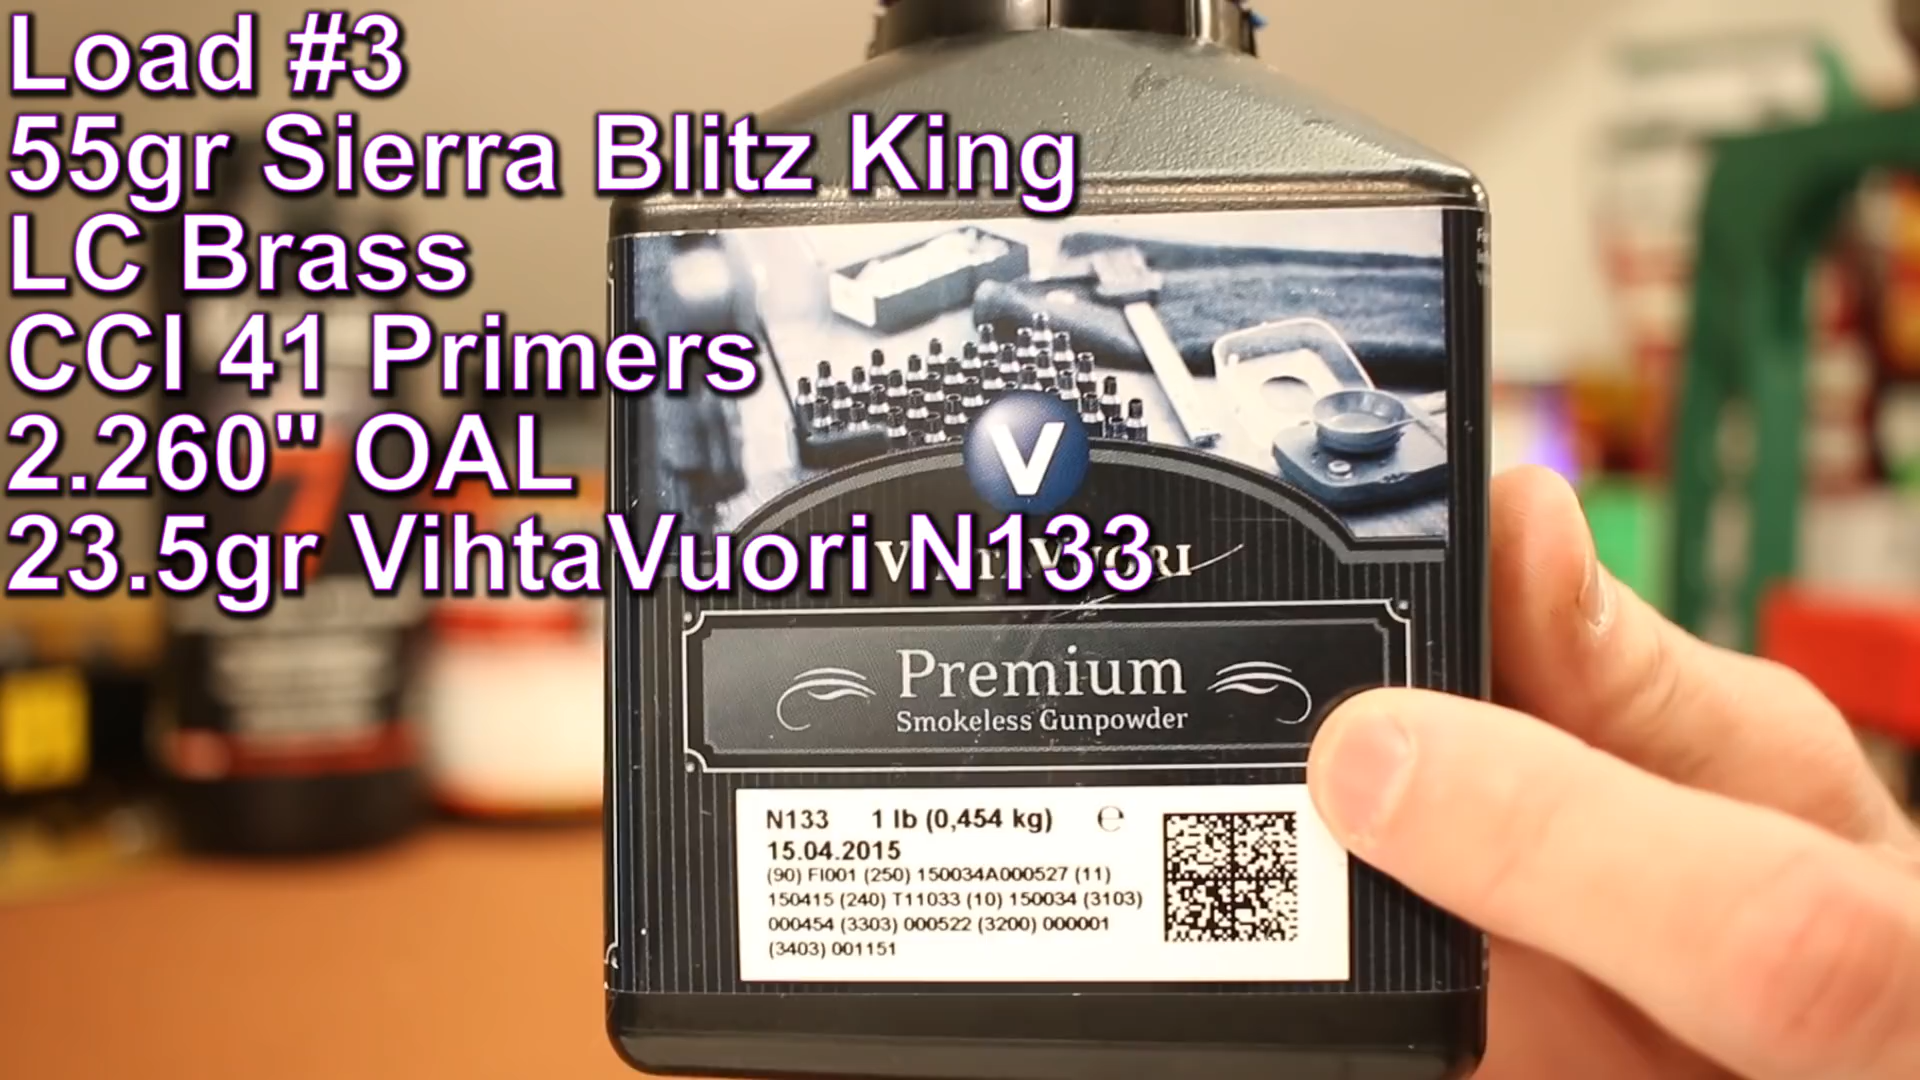 Load #3
55gr Sierra Blitz King
LC Brass
CCI 41 Primers
2.260" OAL
23.5gr VihtaVuori N133
V
VIHTAVUORI
Premium
Smokeless Gunpowder
N133 1 lb (0,454 kg) ℮
15.04.2015
(90) FI001 (250) 150034A000527 (11)
150415 (240) T11033 (10) 150034 (3103)
000454 (3303) 000522 (3200) 000001
(3403) 001151